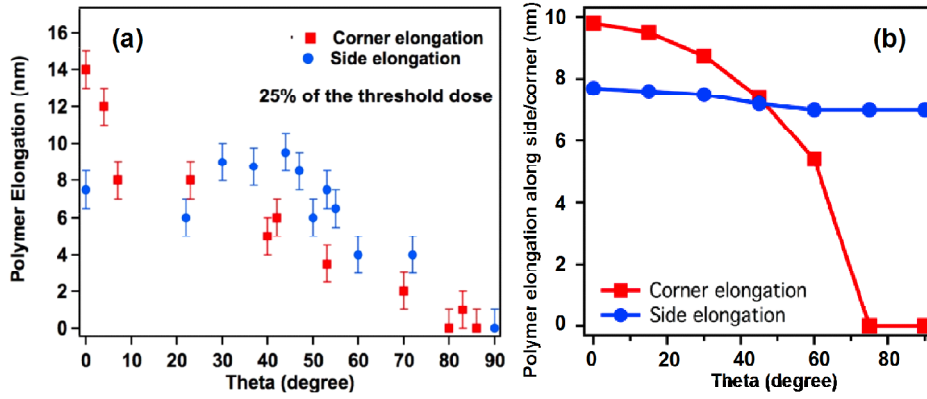 (a)
Corner elongation
Side elongation
25% of the threshold dose
Polymer Elongation (nm)
16
14
12
10
8
6
4
2
0
0 10 20 30 40 50 60 70 80 90
Theta (degree)
(b)
Polymer elongation along side/corner (nm)
10
8
6
4
2
0
Corner elongation
Side elongation
0 20 40 60 80
Theta (degree)